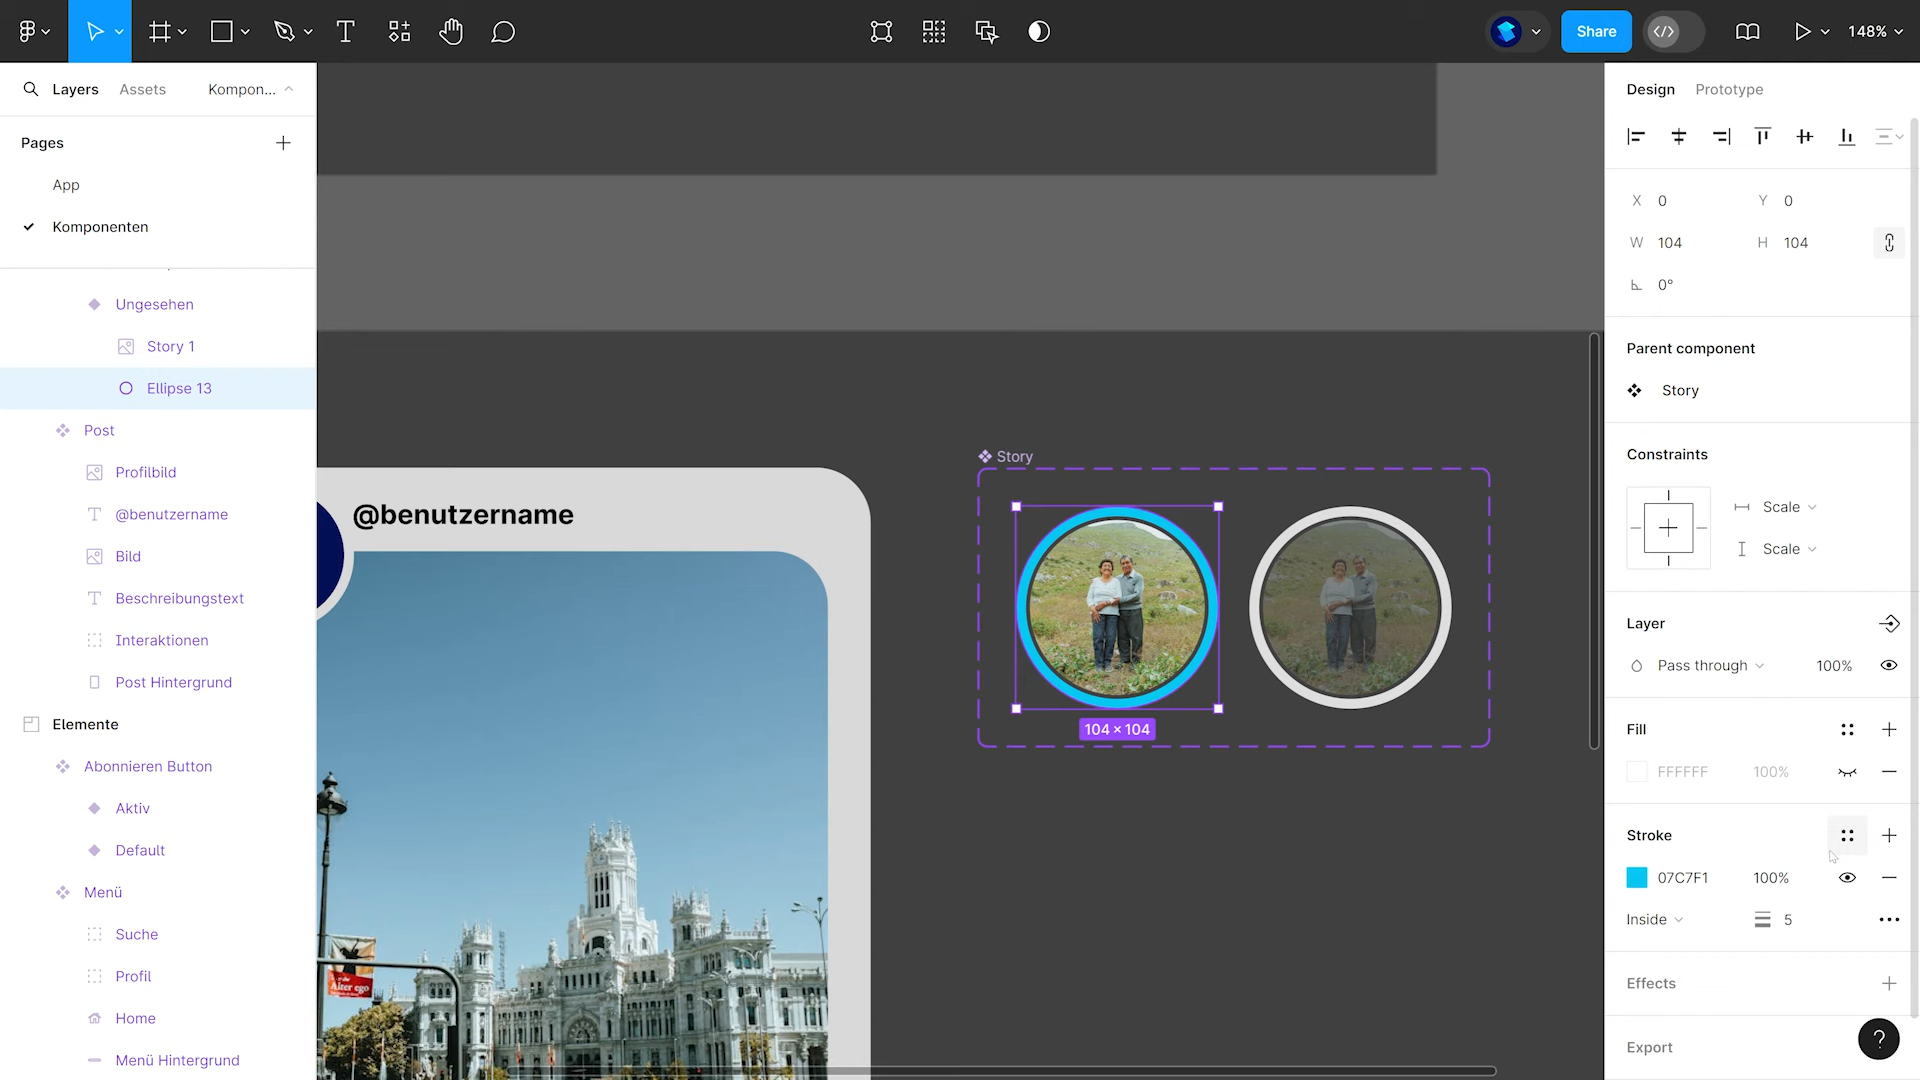 Share
148%
Layers
Assets
Kompon...
Pages
App
Komponenten
Ungesehen
Story 1
Ellipse 13
Post
Profilbild
@benutzername
Bild
Beschreibungstext
Interaktionen
Post Hintergrund
Elemente
Abonnieren Button
Aktiv
Default
Menü
Suche
Profil
Home
Menü Hintergrund
@benutzername
Alter ego
Story
104 × 104
Design
Prototype
X 0
Y 0
W 104
H 104
0°
Parent component
Story
Constraints
Scale
Scale
Layer
Pass through
100%
Fill
FFFFFF
100%
Stroke
07C7F1
100%
Inside
5
Effects
Export
?